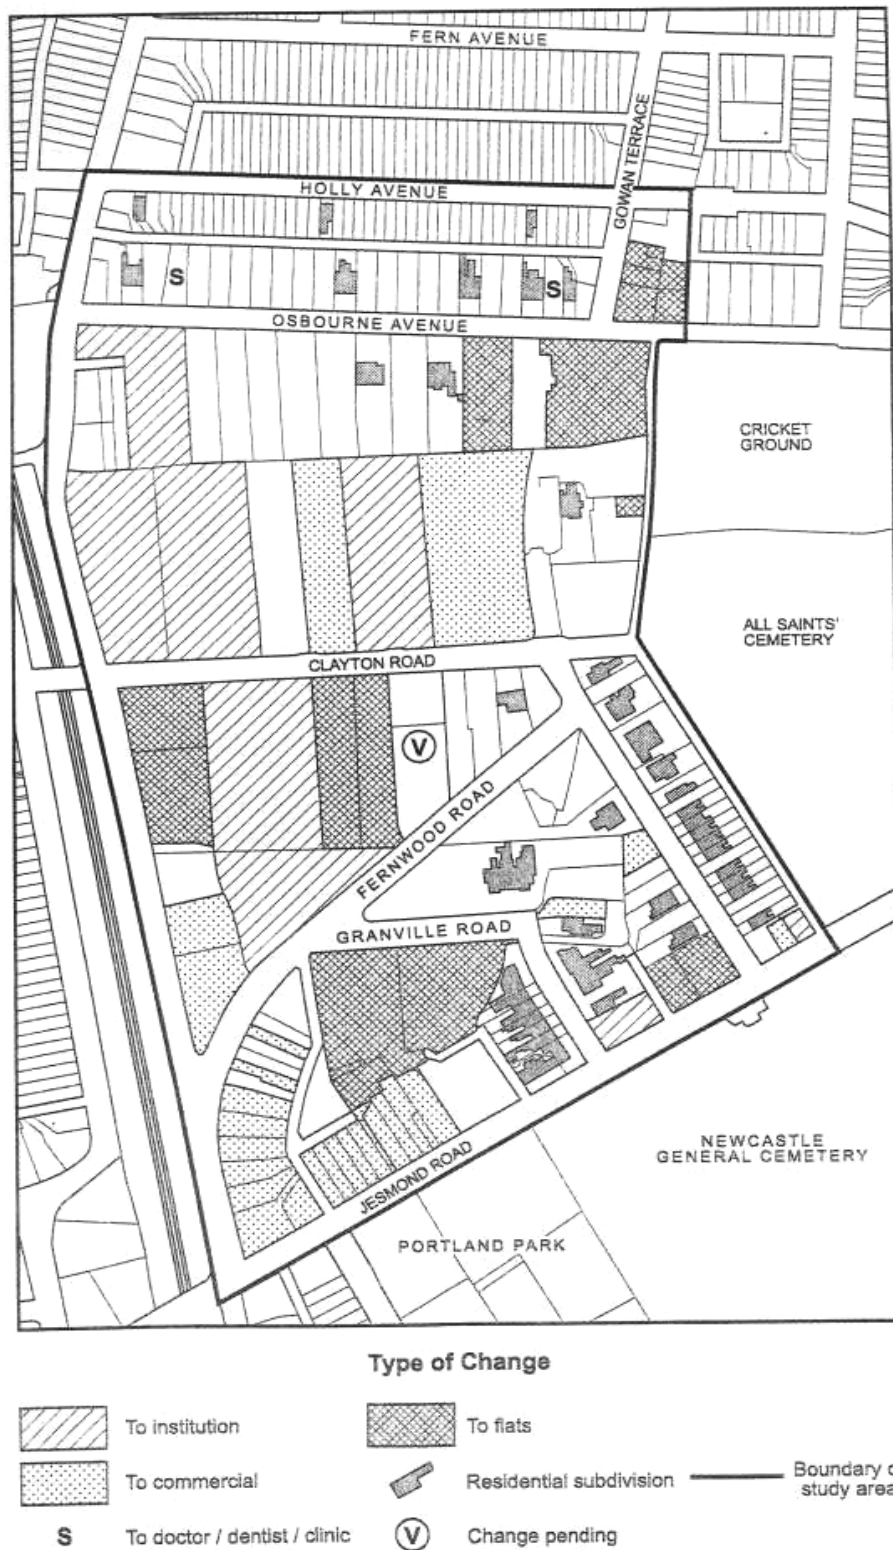 FERN AVENUE
GOWAN TERRACE
HOLLY AVENUE
S
S
OSBOURNE AVENUE
CRICKET
GROUND
ALL SAINTS'
CEMETERY
CLAYTON ROAD
V
FERNWOOD ROAD
GRANVILLE ROAD
NEWCASTLE
GENERAL CEMETERY
JESMOND ROAD
PORTLAND PARK
Type of Change
To institution
To flats
To commercial
Residential subdivision
Boundary o
study area
S To doctor / dentist / clinic
V Change pending